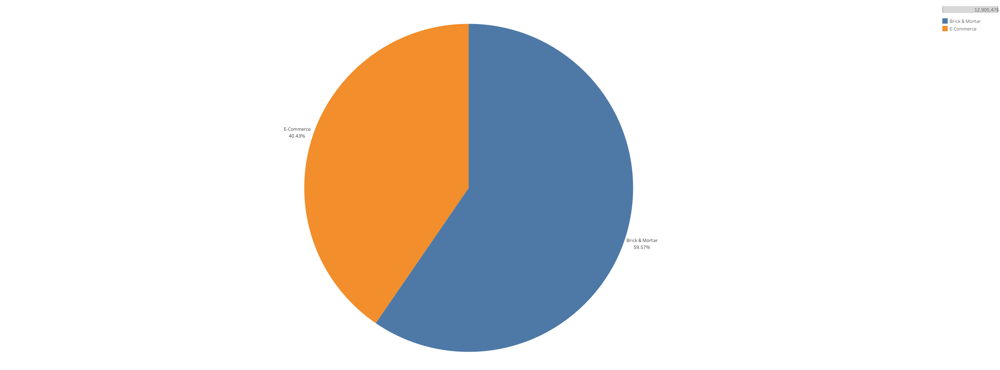 12,905,476
Brick & Mortar
E-Commerce
E-Commerce
40.43%
Brick & Mortar
59.57%